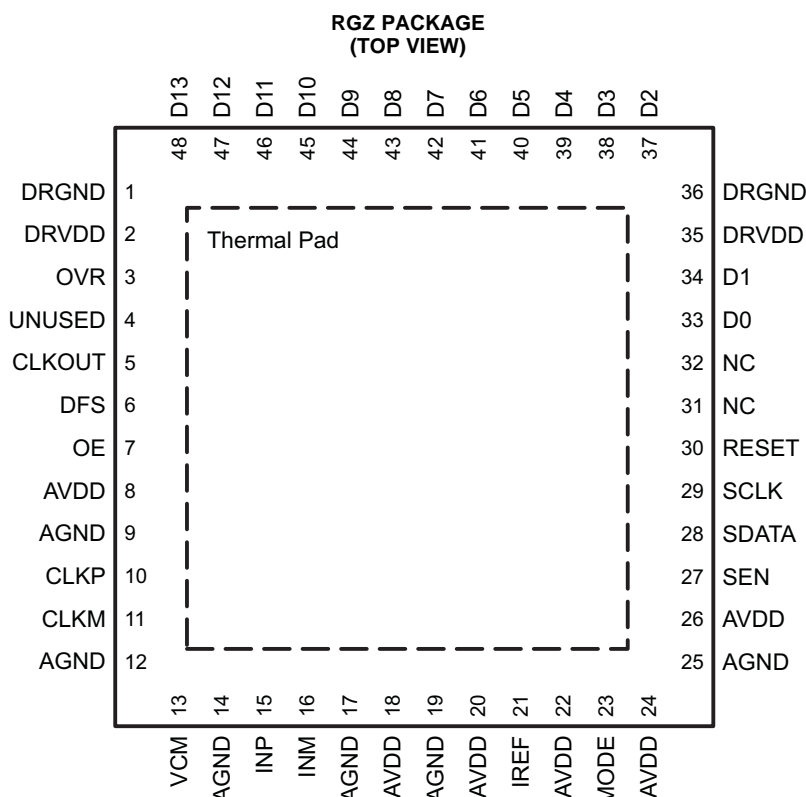 RGZ PACKAGE
(TOP VIEW)
D13 D12 D11 D10 D9 D8 D7 D6 D5 D4 D3 D2
48 47 46 45 44 43 42 41 40 39 38 37
DRGND 1 36 DRGND
DRVDD 2 Thermal Pad 35 DRVDD
OVR 3 34 D1
UNUSED 4 33 D0
CLKOUT 5 32 NC
DFS 6 31 NC
OE 7 30 RESET
AVDD 8 29 SCLK
AGND 9 28 SDATA
CLKP 10 27 SEN
CLKM 11 26 AVDD
AGND 12 25 AGND
13 14 15 16 17 18 19 20 21 22 23 24
VCM AGND INP INM AGND AVDD AGND AVDD IREF AVDD MODE AVDD